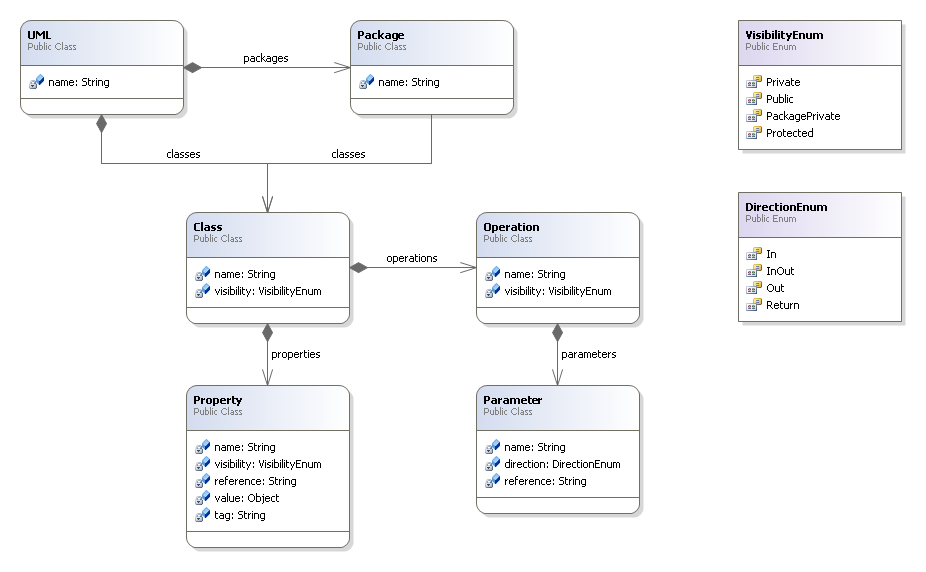 UML
Public Class
name: String
packages
Package
Public Class
name: String
VisibilityEnum
Public Enum
Private
Public
PackagePrivate
Protected
classes
classes
Class
Public Class
name: String
visibility: VisibilityEnum
operations
Operation
Public Class
name: String
visibility: VisibilityEnum
DirectionEnum
Public Enum
In
InOut
Out
Return
properties
parameters
Property
Public Class
name: String
visibility: VisibilityEnum
reference: String
value: Object
tag: String
Parameter
Public Class
name: String
direction: DirectionEnum
reference: String